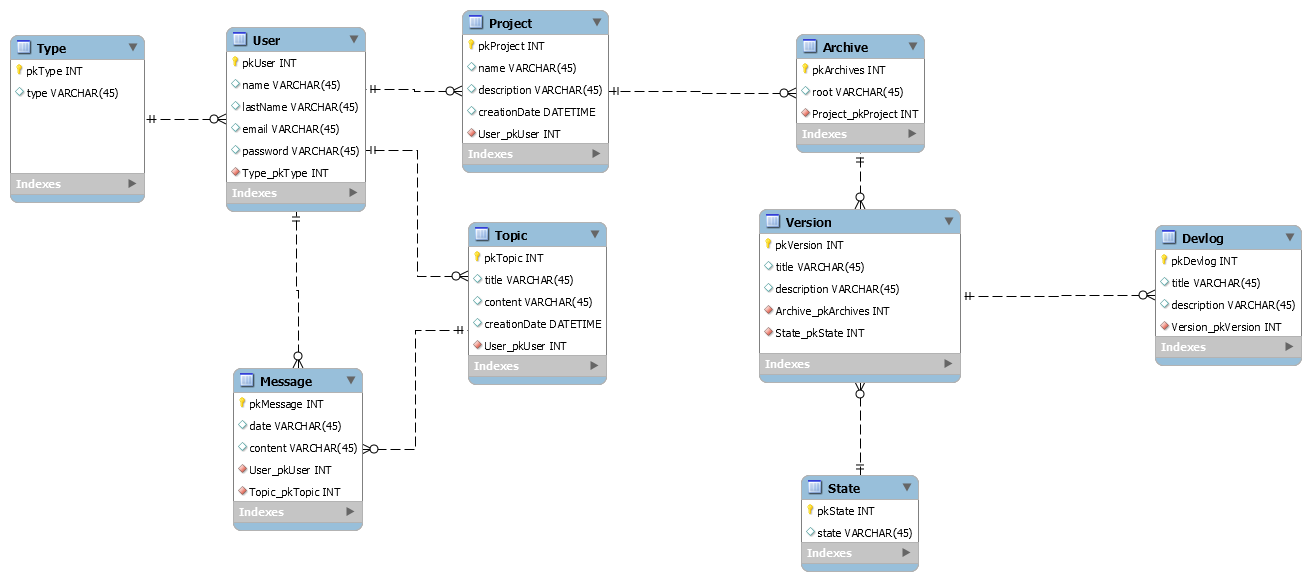 Type
pkType INT
type VARCHAR(45)
Indexes
User
pkUser INT
name VARCHAR(45)
lastName VARCHAR(45)
email VARCHAR(45)
password VARCHAR(45)
Type_pkType INT
Indexes
Project
pkProject INT
name VARCHAR(45)
description VARCHAR(45)
creationDate DATETIME
User_pkUser INT
Indexes
Archive
pkArchives INT
root VARCHAR(45)
Project_pkProject INT
Indexes
Topic
pkTopic INT
title VARCHAR(45)
content VARCHAR(45)
creationDate DATETIME
User_pkUser INT
Indexes
Version
pkVersion INT
title VARCHAR(45)
description VARCHAR(45)
Archive_pkArchives INT
State_pkState INT
Indexes
Devlog
pkDevlog INT
title VARCHAR(45)
description VARCHAR(45)
Version_pkVersion INT
Indexes
Message
pkMessage INT
date VARCHAR(45)
content VARCHAR(45)
User_pkUser INT
Topic_pkTopic INT
Indexes
State
pkState INT
state VARCHAR(45)
Indexes